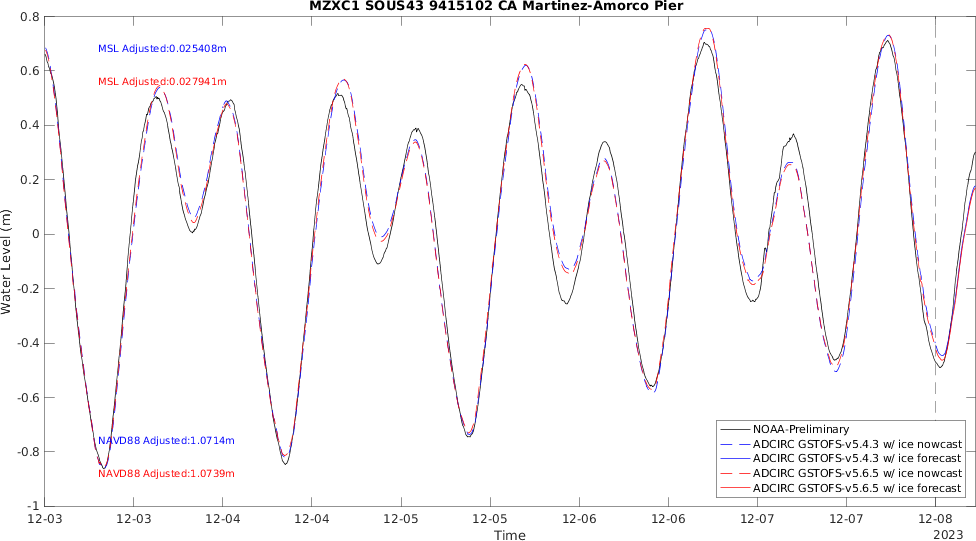 MZXC1 SOUS43 9415102 CA Martinez-Amorco Pier
0.8
0.6
0.4
0.2
0
-0.2
-0.4
-0.6
-0.8
-1
Water Level (m)
MSL Adjusted:0.025408m
MSL Adjusted:0.027941m
NAVD88 Adjusted:1.0714m
NAVD88 Adjusted:1.0739m
NOAA-Preliminary
ADCIRC GSTOFS-v5.4.3 w/ ice nowcast
ADCIRC GSTOFS-v5.4.3 w/ ice forecast
ADCIRC GSTOFS-v5.6.5 w/ ice nowcast
ADCIRC GSTOFS-v5.6.5 w/ ice forecast
12-03 12-03 12-04 12-04 12-05 12-05 12-06 12-06 12-07 12-07 12-08
Time
2023